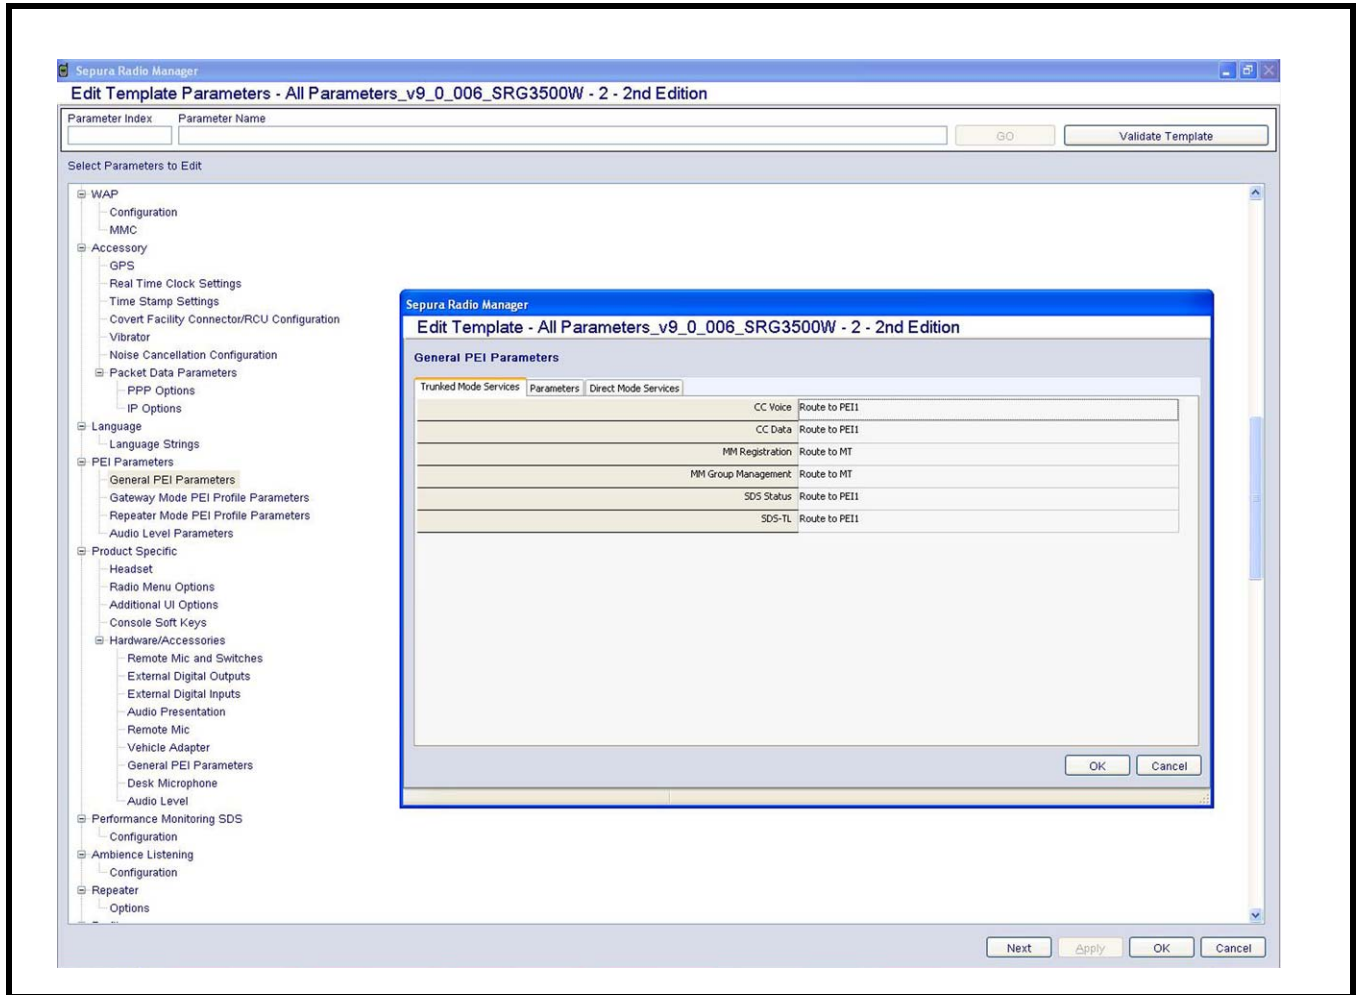 Sepura Radio Manager
Edit Template Parameters - All Parameters_v9_0_006_SRG3500W - 2 - 2nd Edition
Parameter Index Parameter Name
GO Validate Template
Select Parameters to Edit
WAP
Configuration
MMC
Accessory
GPS
Real Time Clock Settings
Time Stamp Settings
Covert Facility Connector/RCU Configuration
Vibrator
Noise Cancellation Configuration
Packet Data Parameters
PPP Options
IP Options
Language
Language Strings
PEI Parameters
General PEI Parameters
Gateway Mode PEI Profile Parameters
Repeater Mode PEI Profile Parameters
Audio Level Parameters
Product Specific
Headset
Radio Menu Options
Additional UI Options
Console Soft Keys
Hardware/Accessories
Remote Mic and Switches
External Digital Outputs
External Digital Inputs
Audio Presentation
Remote Mic
Vehicle Adapter
General PEI Parameters
Desk Microphone
Audio Level
Performance Monitoring SDS
Configuration
Ambience Listening
Configuration
Repeater
Options
Sepura Radio Manager
Edit Template - All Parameters_v9_0_006_SRG3500W - 2 - 2nd Edition
General PEI Parameters
Trunked Mode Services Parameters Direct Mode Services
CC Voice Route to PEI1
CC Data Route to PEI1
MM Registration Route to MT
MM Group Management Route to MT
SDS Status Route to PEI1
SDS-TL Route to PEI1
OK Cancel
Next Apply OK Cancel